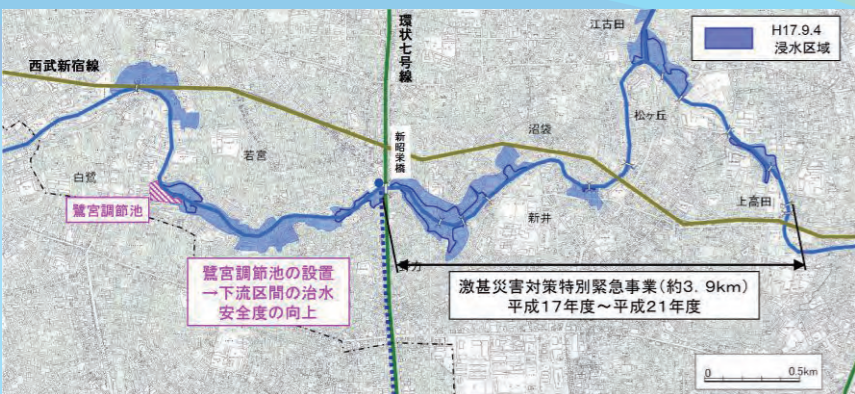 江古田
H17.9.4
浸水区域
環状七号線
西武新宿線
松ヶ丘
沼袋
新昭栄橋
若宮
白鷺
上高田
鷺宮調節池
新井
鷺宮調節池の設置
→下流区間の治水
安全度の向上
激甚災害対策特別緊急事業(約3.9km)
平成17年度～平成21年度
0 0.5km